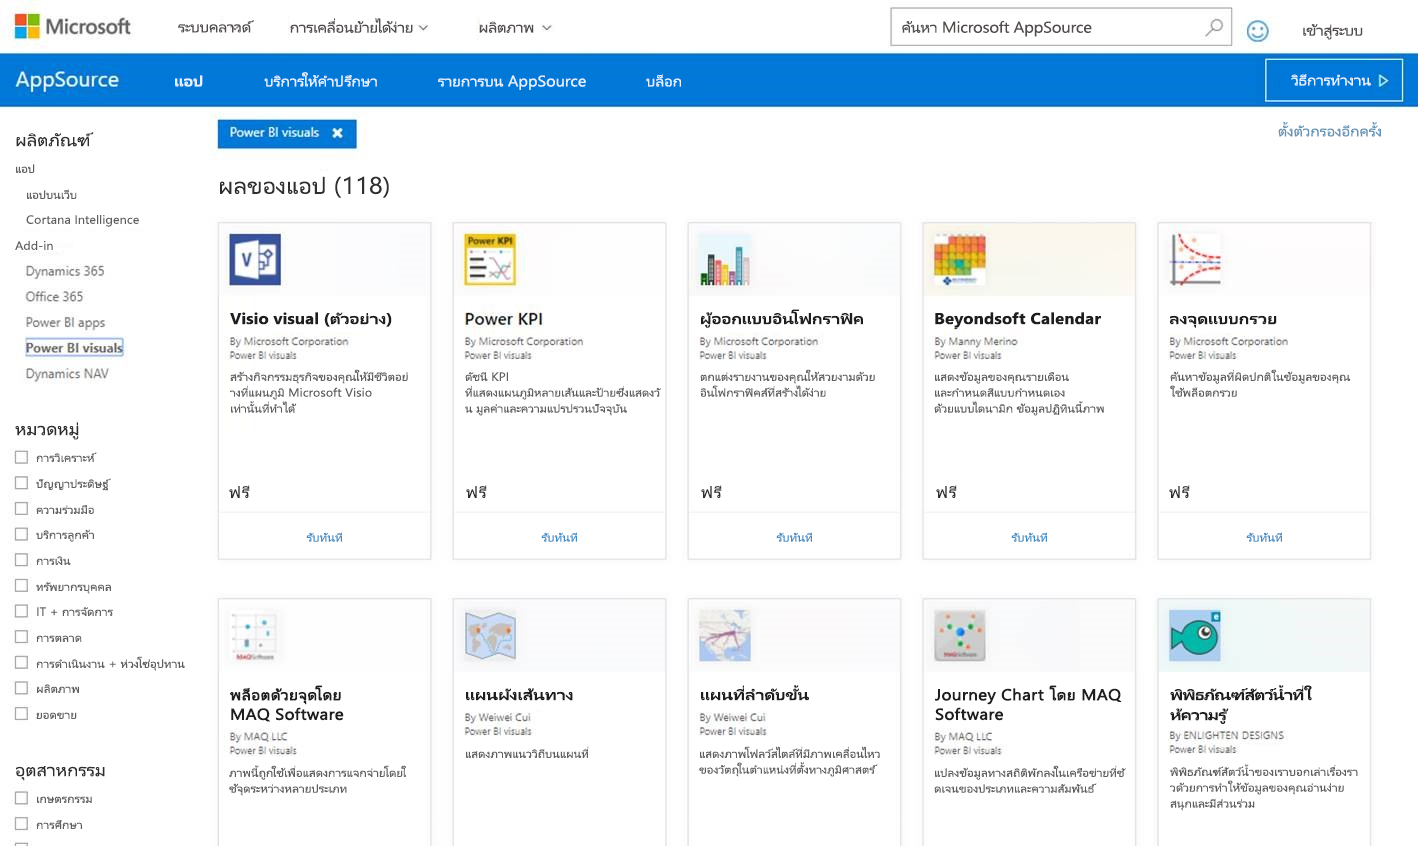 Microsoft
ระบบคลาวด์
การเคลื่อนย้ายได้ง่าย
ผลิตภาพ
ค้นหา Microsoft AppSource
เข้าสู่ระบบ
AppSource
แอป
บริการให้คำปรึกษา
รายการบน AppSource
บล็อก
วิธีการทำงาน
ผลิตภัณฑ์
แอป
แอปบนเว็บ
Cortana Intelligence
Add-in
Dynamics 365
Office 365
Power BI apps
Power BI visuals
Dynamics NAV
หมวดหมู่
การวิเคราะห์
ปัญญาประดิษฐ์
ความร่วมมือ
บริการลูกค้า
การเงิน
ทรัพยากรบุคคล
IT + การจัดการ
การตลาด
การดำเนินงาน + ห่วงโซ่อุปทาน
ผลิตภาพ
ยอดขาย
อุตสาหกรรม
เกษตรกรรม
การศึกษา
Power BI visuals
ตั้งตัวกรองอีกครั้ง
ผลของแอป (118)
Visio visual (ตัวอย่าง)
By Microsoft Corporation
Power BI visuals
สร้างกิจกรรมธุรกิจของคุณให้มีชีวิตอย่
างที่แผนภูมิ Microsoft Visio
เท่านั้นที่ทำได้
ฟรี
รับทันที
Power KPI
Power KPI
By Microsoft Corporation
Power BI visuals
ดัชนี KPI
ที่แสดงแผนภูมิหลายเส้นและป้ายซึ่งแสดงวั
น มูลค่าและความแปรปรวนปัจจุบัน
ฟรี
รับทันที
ผู้ออกแบบอินโฟกราฟิค
By Microsoft Corporation
Power BI visuals
ตกแต่งรายงานของคุณให้สวยงามด้วย
อินโฟกราฟิคส์ที่สร้างได้ง่าย
ฟรี
รับทันที
Beyondsoft Calendar
By Manny Merino
Power BI visuals
แสดงข้อมูลของคุณรายเดือน
และกำหนดสีแบบกำหนดเอง
ด้วยแบบไดนามิก ข้อมูลปฏิทินนี้ภาพ
ฟรี
รับทันที
ลงจุดแบบกรวย
By Microsoft Corporation
Power BI visuals
ค้นหาข้อมูลที่ผิดปกติในข้อมูลของคุณ
ใช้พล็อตกรวย
ฟรี
รับทันที
MAQSoftware
พล็อตด้วยจุดโดย
MAQ Software
By MAQ LLC
Power BI visuals
ภาพนี้ถูกใช้เพื่อแสดงการแจกจ่ายโดยใ
ช้จุดระหว่างหลายประเภท
แผนผังเส้นทาง
By Weiwei Cui
Power BI visuals
แสดงภาพแนววิถีบนแผนที่
แผนที่ลำดับขั้น
By Weiwei Cui
Power BI visuals
แสดงภาพโฟลว์สไตล์ที่มีภาพเคลื่อนไหว
ของวัตถุในตำแหน่งที่ตั้งทางภูมิศาสตร์
MAQSoftware
Journey Chart โดย MAQ
Software
By MAQ LLC
Power BI visuals
แปลงข้อมูลทางสถิติพักลงในเครือข่ายที่ชั
ดเจนของประเภทและความสัมพันธ์
พิพิธภัณฑ์สัตว์น้ำที่ใ
ห้ความรู้
By ENLIGHTEN DESIGNS
Power BI visuals
พิพิธภัณฑ์สัตว์น้ำของเราบอกเล่าเรื่องรา
วด้วยการทำให้ข้อมูลของคุณอ่านง่าย
สนุกและมีส่วนร่วม